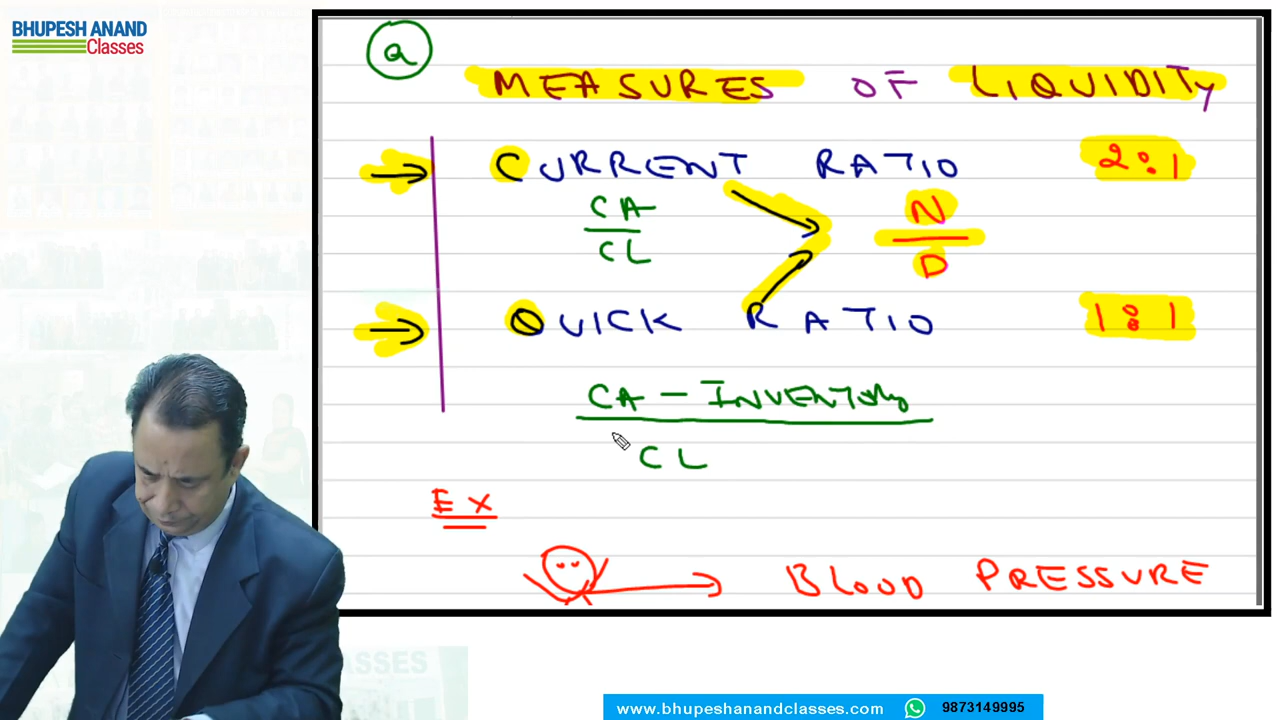 BHUPESH ANAND
Classes
a
MEASURES OF LIQUIDITY
CURRENT RATIO 2:1
CA
CL
N
D
QUICK RATIO 1:1
CA - INVENTORY
CL
EX
BLOOD PRESSURE
SSES
www.bhupeshanandclasses.com 9873149995